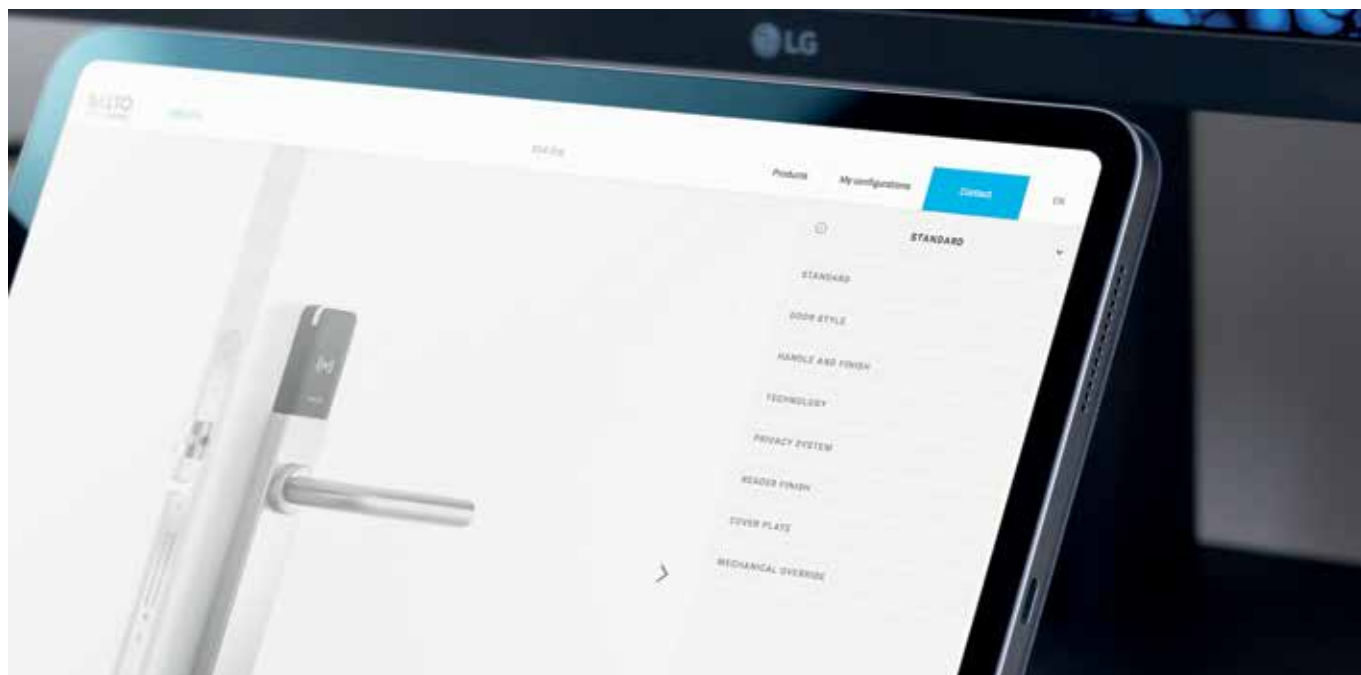 LG
SALTO
Products
My configurations
Contact
EN
STANDARD
STANDARD
DOOR STYLE
HANDLE AND FINISH
TECHNOLOGY
PRIVACY SYSTEM
READER FINISH
COVER PLATE
MECHANICAL OVERRIDE